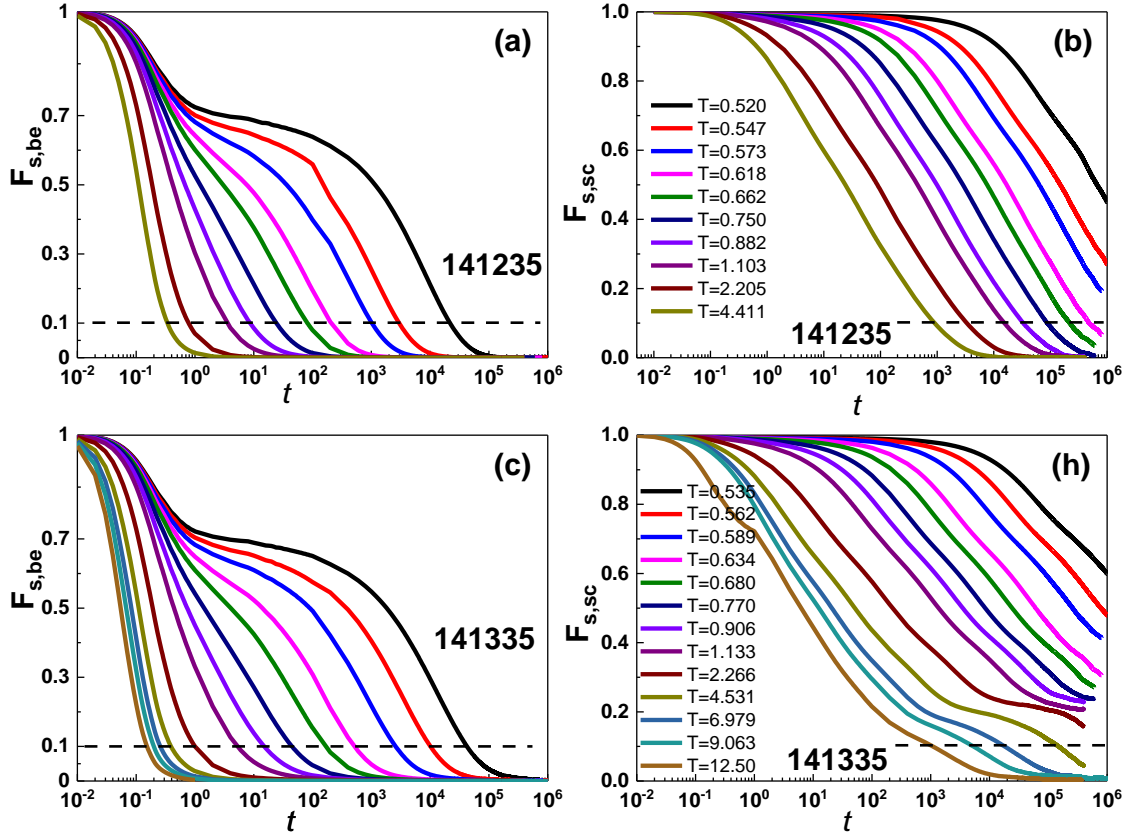 (a)
F_s,be
1
0.7
0.5
0.3
0.1
0
141235
10^-2 10^-1 10^0 10^1 10^2 10^3 10^4 10^5 10^6
t
(b)
F_s,sc
1.0
0.8
0.6
0.4
0.2
0.0
T=0.520
T=0.547
T=0.573
T=0.618
T=0.662
T=0.750
T=0.882
T=1.103
T=2.205
T=4.411
141235
10^-2 10^-1 10^0 10^1 10^2 10^3 10^4 10^5 10^6
t
(c)
F_s,be
1
0.7
0.5
0.3
0.1
0
141335
10^-2 10^-1 10^0 10^1 10^2 10^3 10^4 10^5 10^6
t
(h)
F_s,sc
1.0
0.8
0.6
0.4
0.2
0.0
T=0.535
T=0.562
T=0.589
T=0.634
T=0.680
T=0.770
T=0.906
T=1.133
T=2.266
T=4.531
T=6.979
T=9.063
T=12.50
141335
10^-2 10^-1 10^0 10^1 10^2 10^3 10^4 10^5 10^6
t